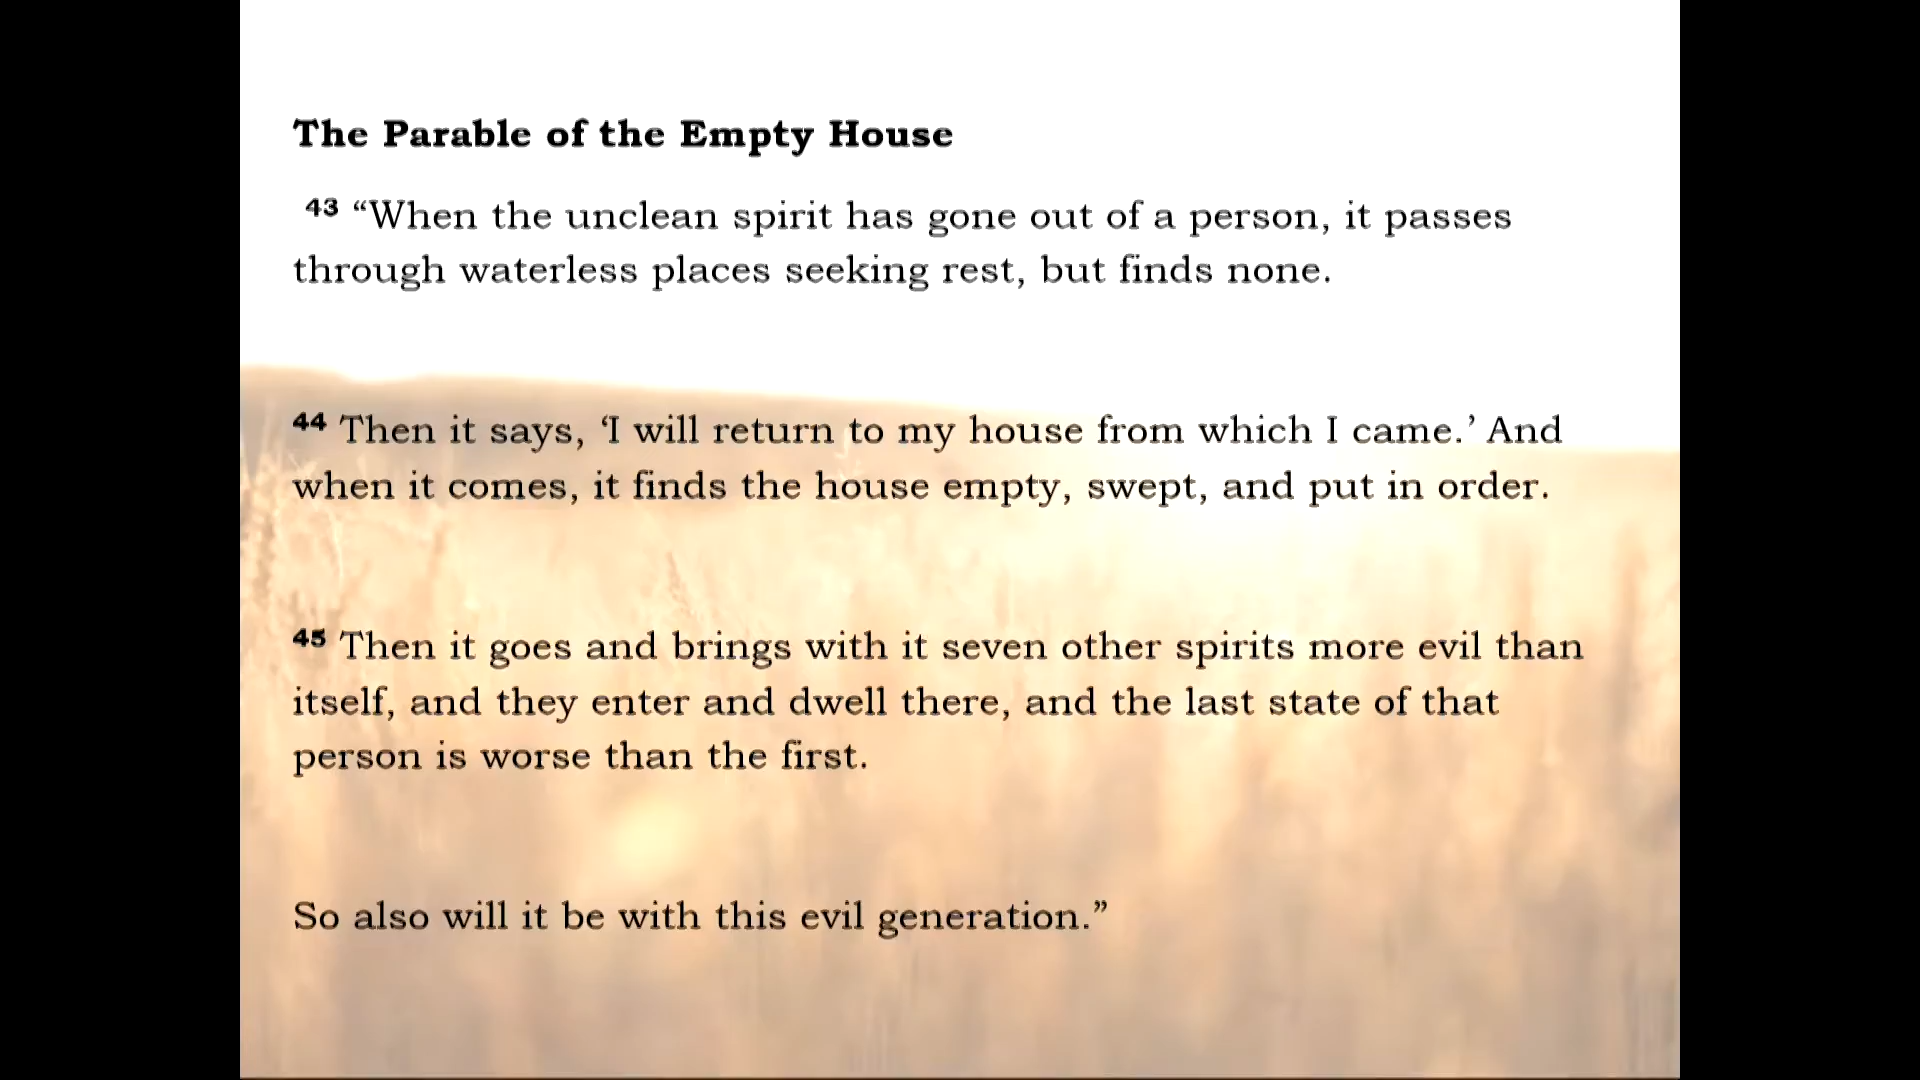 The Parable of the Empty House
43 “When the unclean spirit has gone out of a person, it passes
through waterless places seeking rest, but finds none.
44 Then it says, ‘I will return to my house from which I came.’ And
when it comes, it finds the house empty, swept, and put in order.
45 Then it goes and brings with it seven other spirits more evil than
itself, and they enter and dwell there, and the last state of that
person is worse than the first.
So also will it be with this evil generation.”